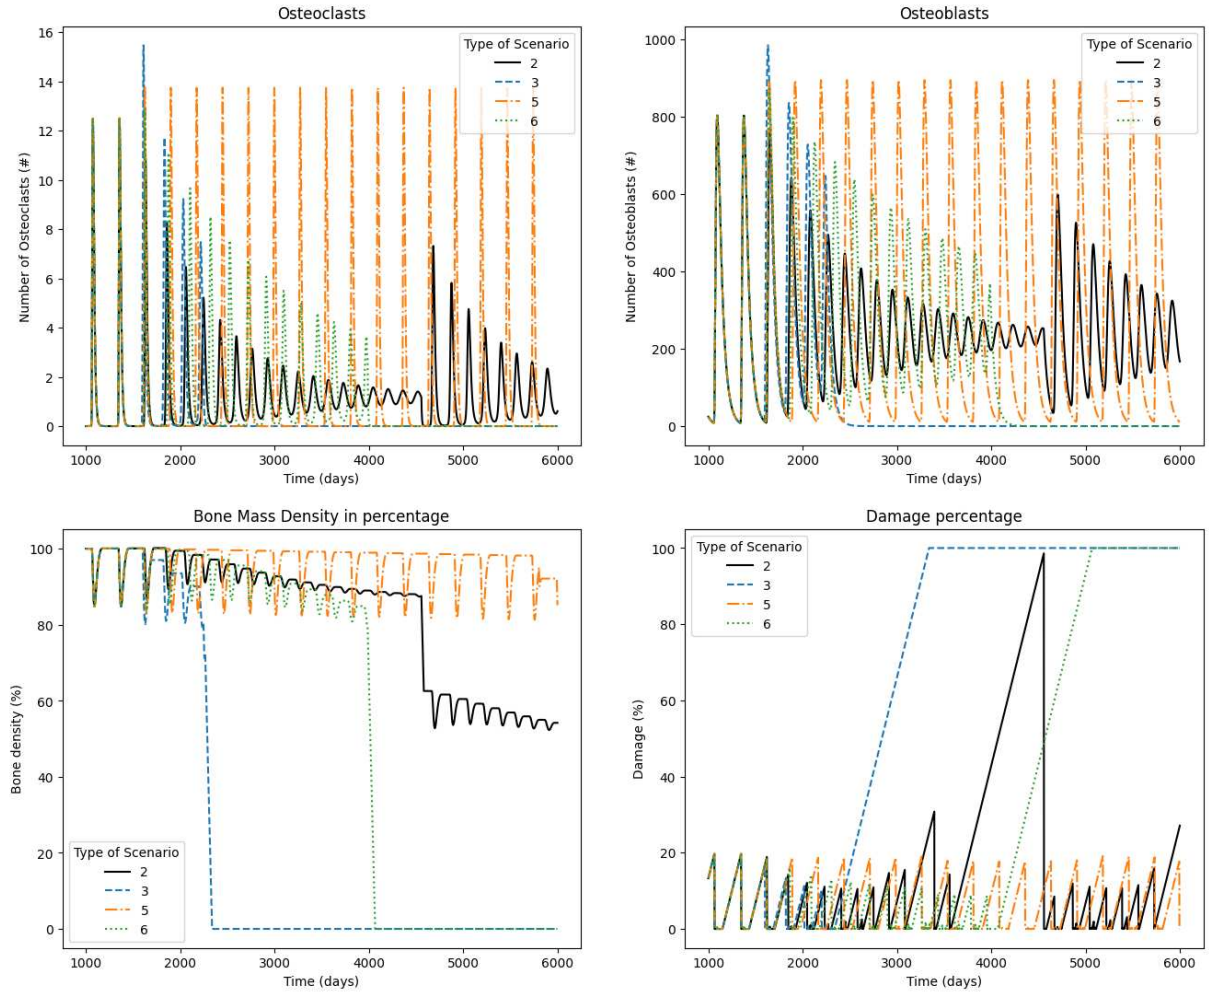 Osteoclasts
Number of Osteoclasts (#)
16
14
12
10
8
6
4
2
0
1000 2000 3000 4000 5000 6000
Time (days)
Type of Scenario
2
3
5
6
Osteoblasts
Number of Osteoblasts (#)
1000
800
600
400
200
0
1000 2000 3000 4000 5000 6000
Time (days)
Type of Scenario
2
3
5
6
Bone Mass Density in percentage
Bone density (%)
100
80
60
40
20
0
1000 2000 3000 4000 5000 6000
Time (days)
Type of Scenario
2
3
5
6
Damage percentage
Damage (%)
100
80
60
40
20
0
1000 2000 3000 4000 5000 6000
Time (days)
Type of Scenario
2
3
5
6